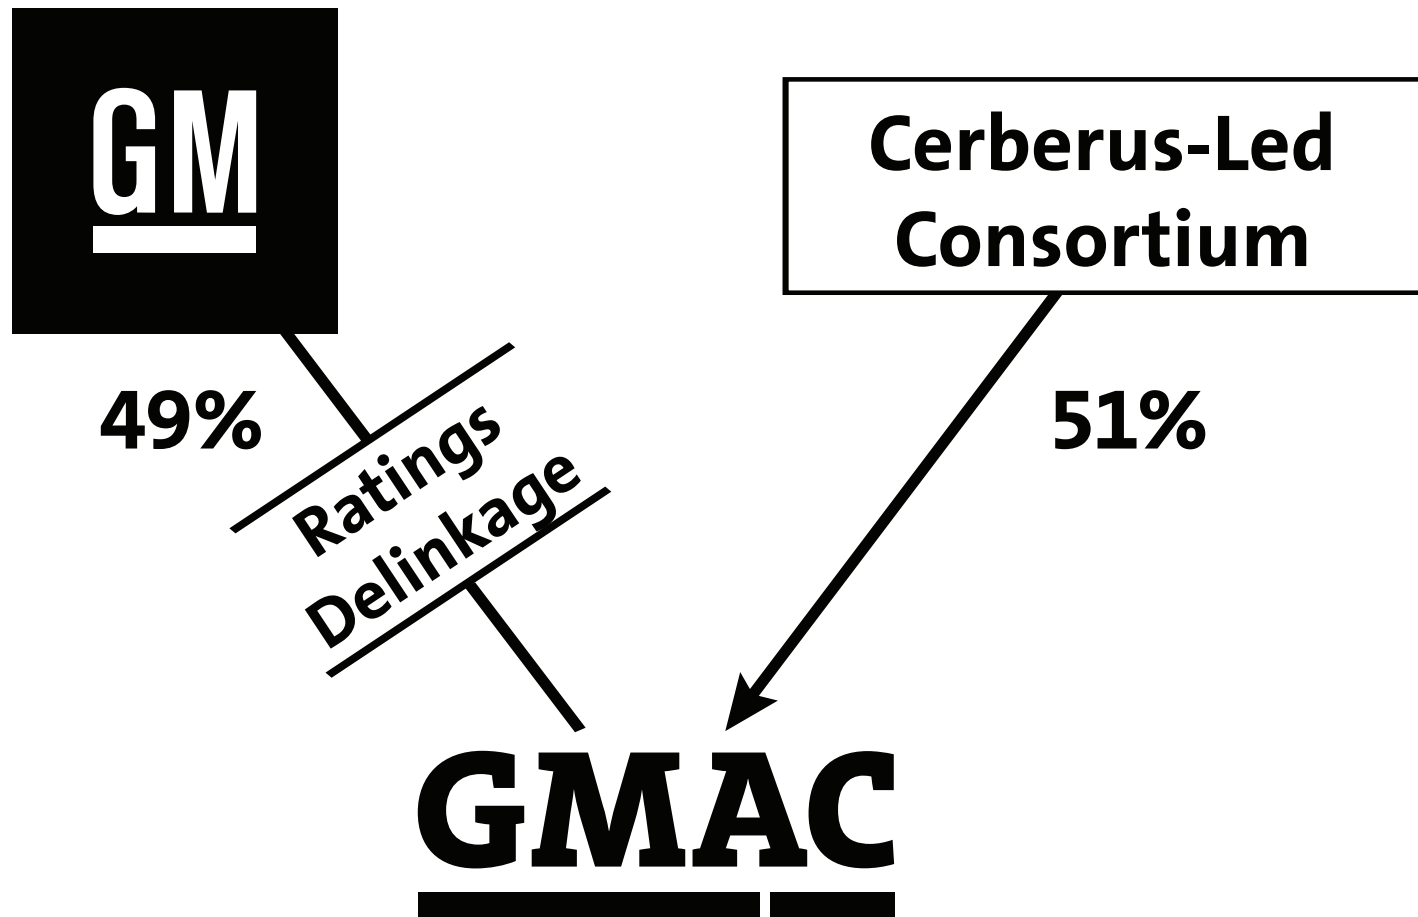 GM
Cerberus-Led
Consortium
49%
51%
Ratings
Delinkage
GMAC